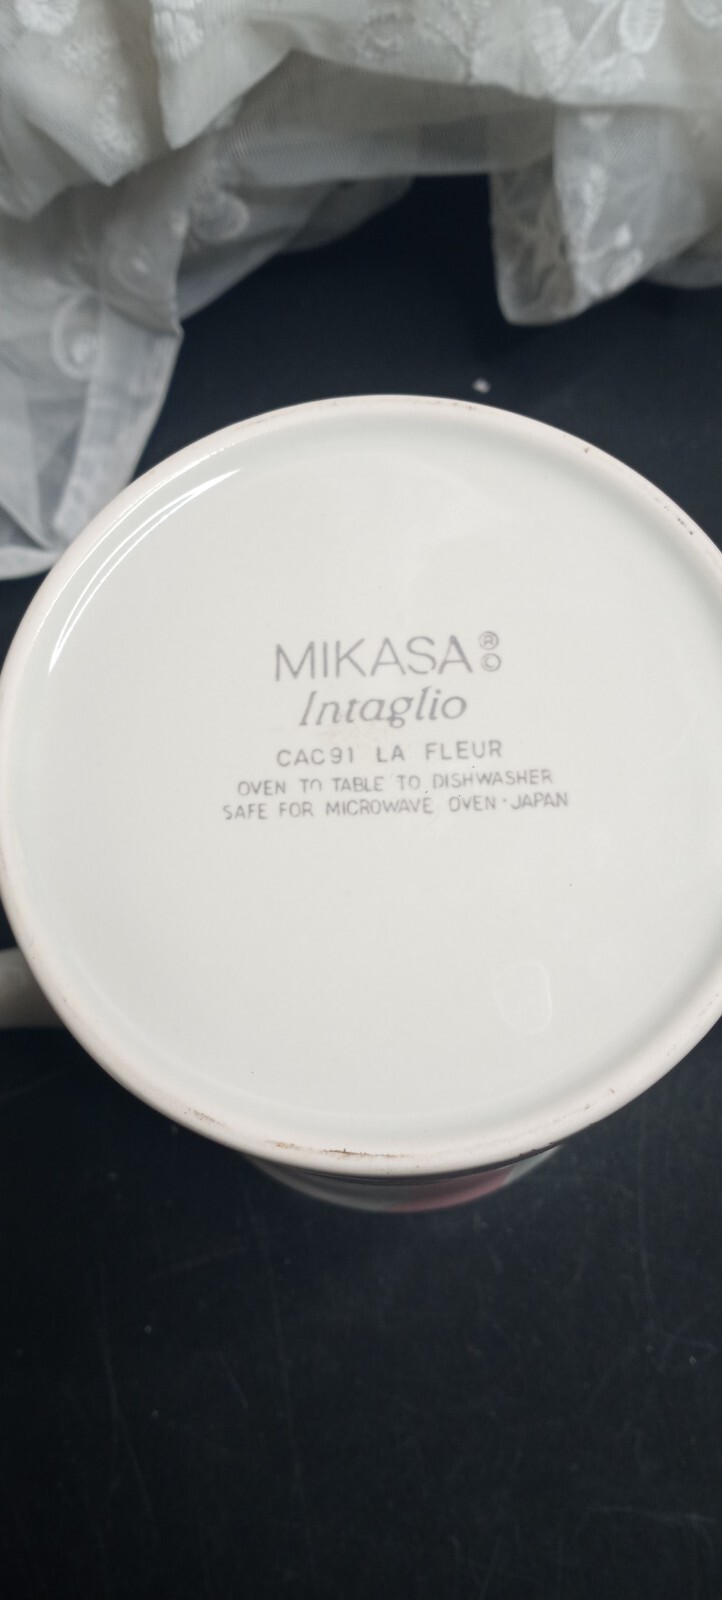 MIKASA ® ©
Intaglio
CAC91 LA FLEUR
OVEN TO TABLE TO DISHWASHER
SAFE FOR MICROWAVE OVEN · JAPAN